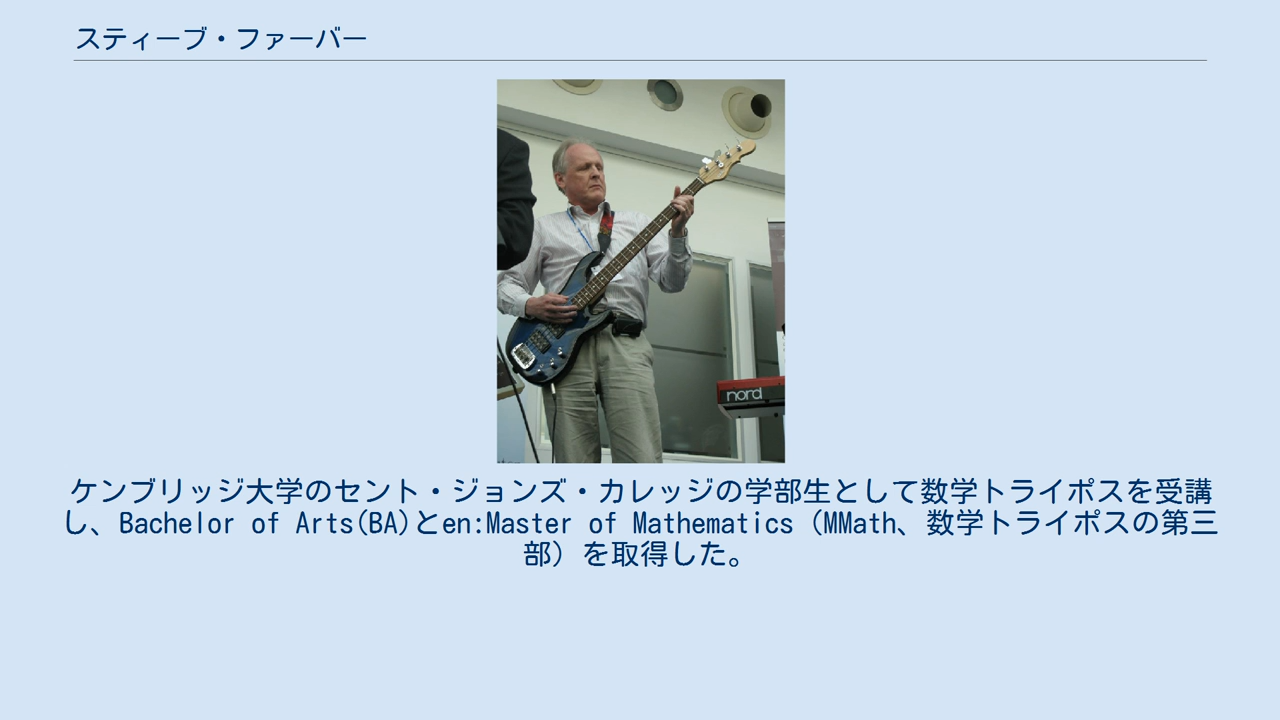 スティーブ・ファーバー
nord
ケンブリッジ大学のセント・ジョンズ・カレッジの学部生として数学トライポスを受講
し、Bachelor of Arts(BA)とen:Master of Mathematics (MMath、数学トライポスの第三
部) を取得した。